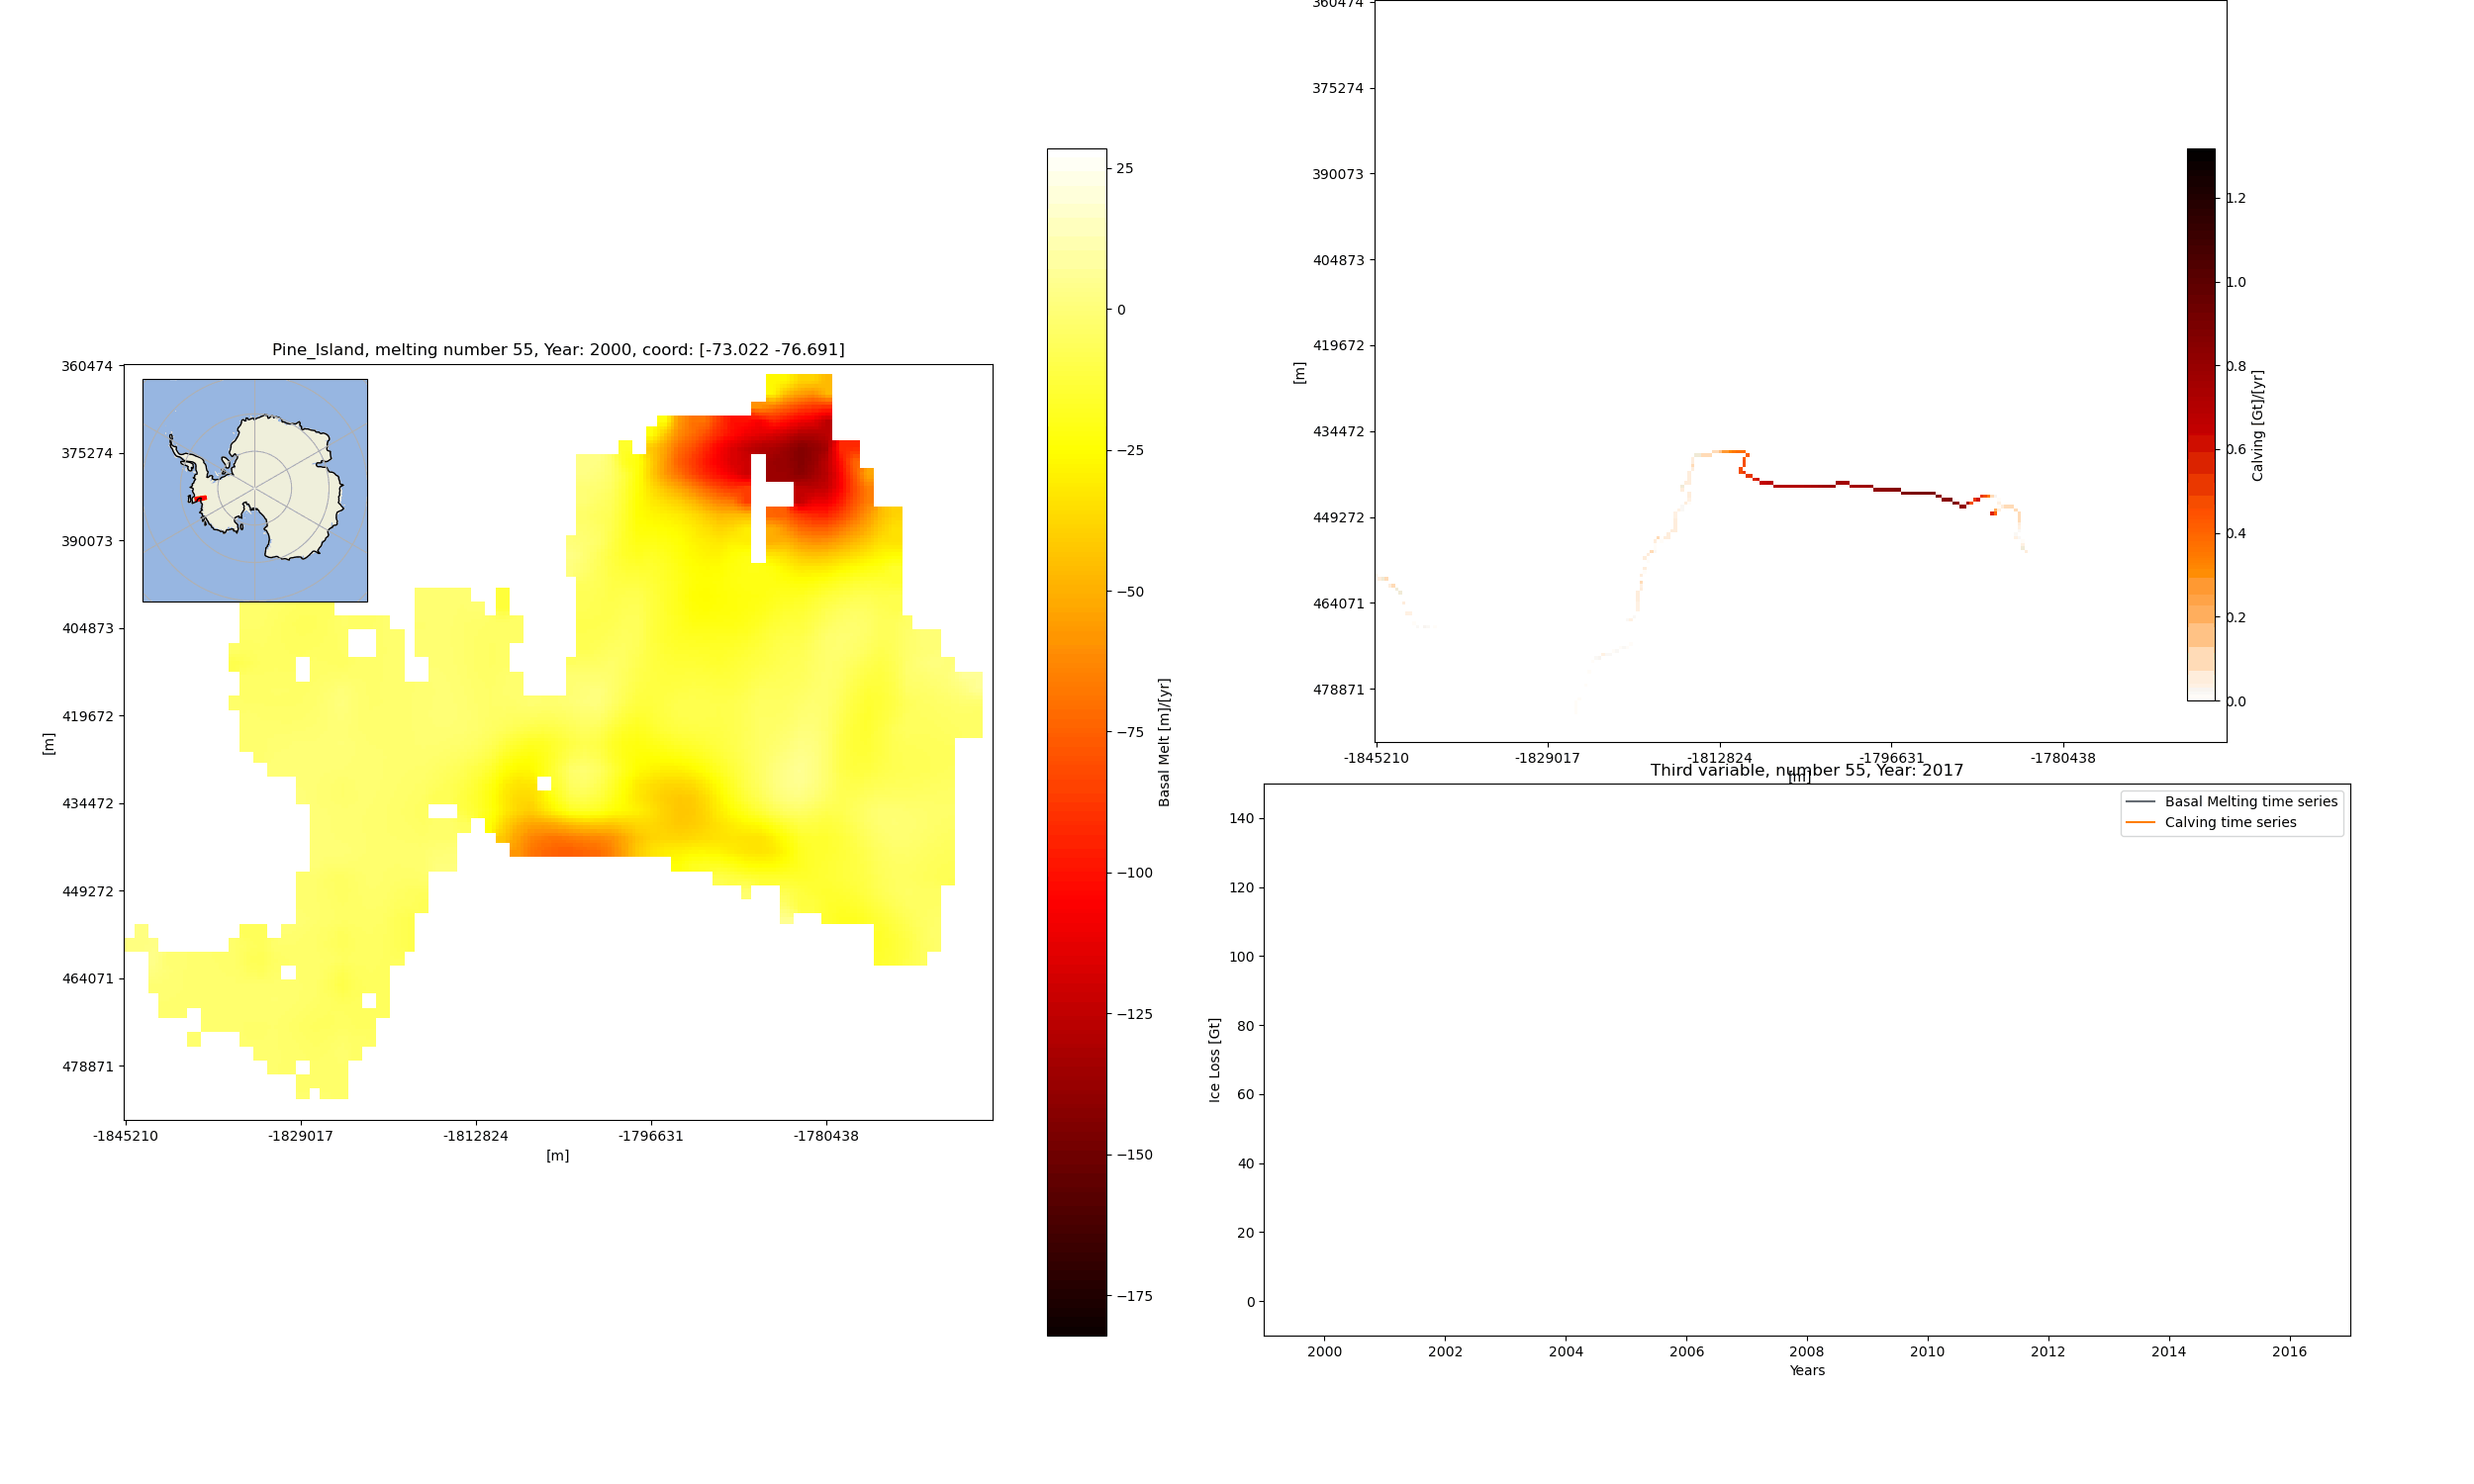 Pine_Island, melting number 55, Year: 2000, coord: [-73.022 -76.691]
360474
375274
390073
404873
419672
434472
449272
464071
478871
[m]
-1845210 -1829017 -1812824 -1796631 -1780438
[m]
25
0
−25
−50
−75
−100
−125
−150
−175
Basal Melt [m]/[yr]
360474
375274
390073
404873
419672
434472
449272
464071
478871
[m]
-1845210 -1829017 -1812824 -1796631 -1780438
[m]
1.2
1.0
0.8
0.6
0.4
0.2
0.0
Calving [Gt]/[yr]
Third variable, number 55, Year: 2017
Basal Melting time series
Calving time series
140
120
100
80
60
40
20
0
Ice Loss [Gt]
2000 2002 2004 2006 2008 2010 2012 2014 2016
Years